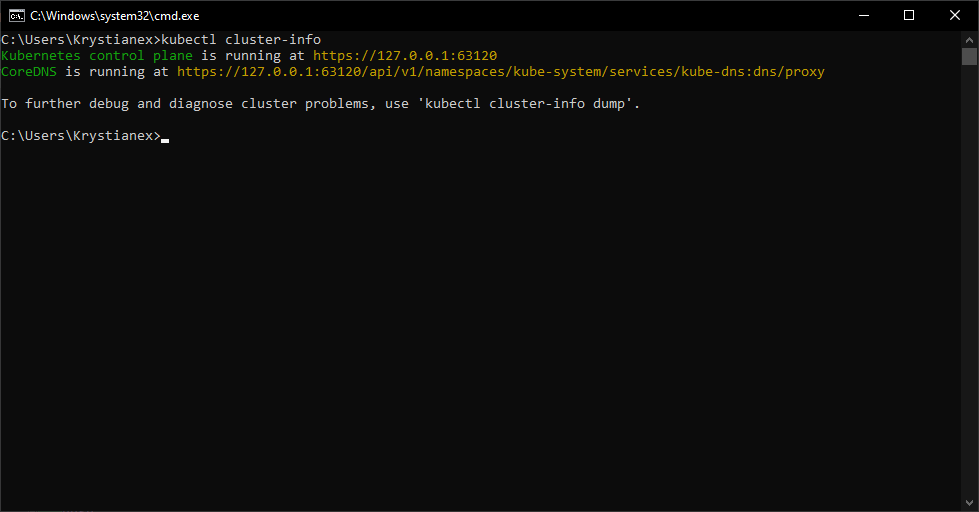 C:\Windows\system32\cmd.exe
C:\Users\Krystianex>kubectl cluster-info
Kubernetes control plane is running at https://127.0.0.1:63120
CoreDNS is running at https://127.0.0.1:63120/api/v1/namespaces/kube-system/services/kube-dns:dns/proxy
To further debug and diagnose cluster problems, use 'kubectl cluster-info dump'.
C:\Users\Krystianex>